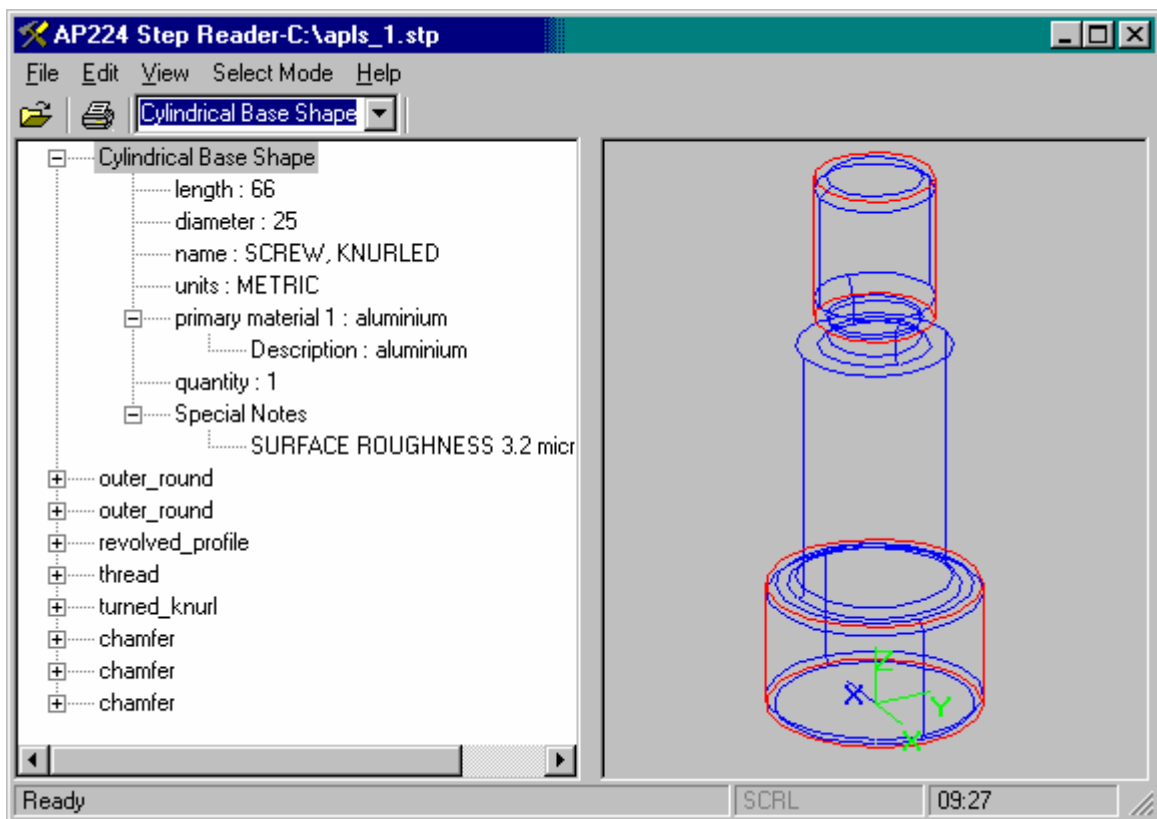 AP224 Step Reader-C:\apls_1.stp
File Edit View Select Mode Help
Cylindrical Base Shape
Cylindrical Base Shape
length : 66
diameter : 25
name : SCREW, KNURLED
units : METRIC
primary material 1 : aluminium
Description : aluminium
quantity : 1
Special Notes
SURFACE ROUGHNESS 3.2 micr
outer_round
outer_round
revolved_profile
thread
turned_knurl
chamfer
chamfer
chamfer
Z
X Y
X
Ready SCRL 09:27